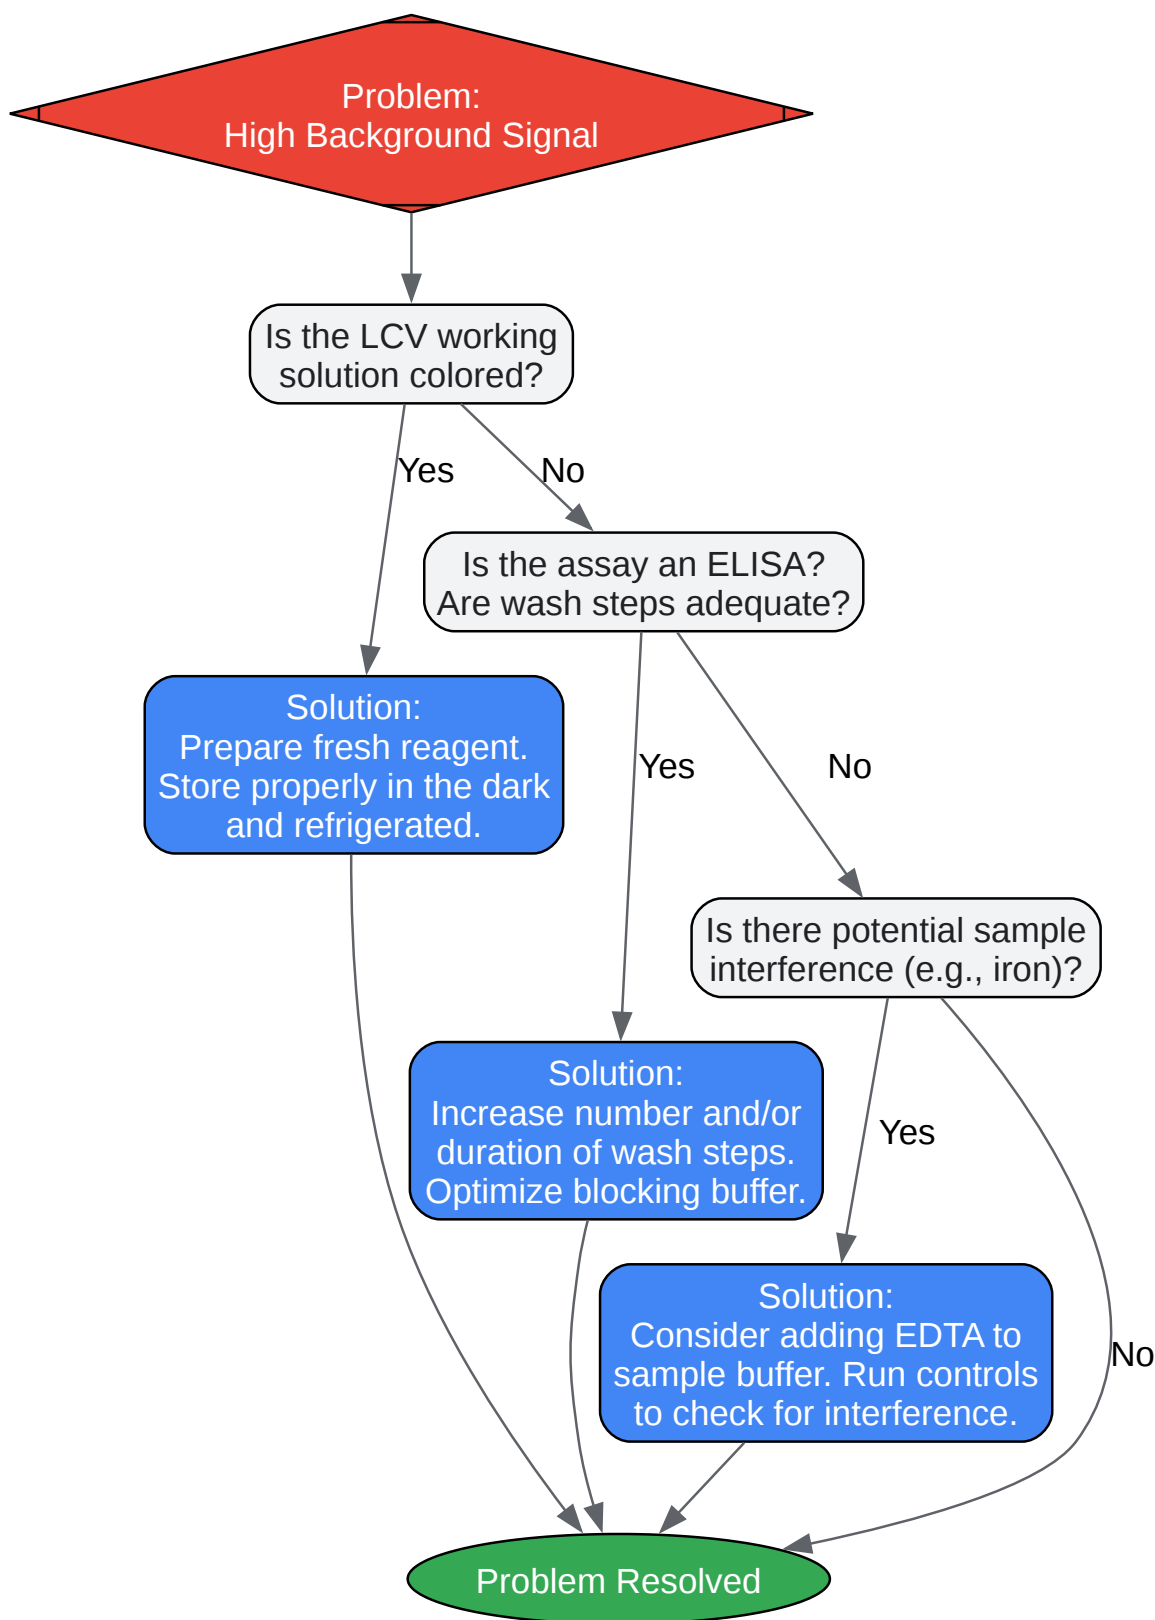 Problem:
High Background Signal
Is the LCV working
solution colored?
Yes
No
Is the assay an ELISA?
Are wash steps adequate?
Solution:
Prepare fresh reagent.
Store properly in the dark
and refrigerated.
Yes
No
Is there potential sample
interference (e.g., iron)?
Solution:
Increase number and/or
duration of wash steps.
Optimize blocking buffer.
Yes
Solution:
Consider adding EDTA to
sample buffer. Run controls
to check for interference.
No
Problem Resolved